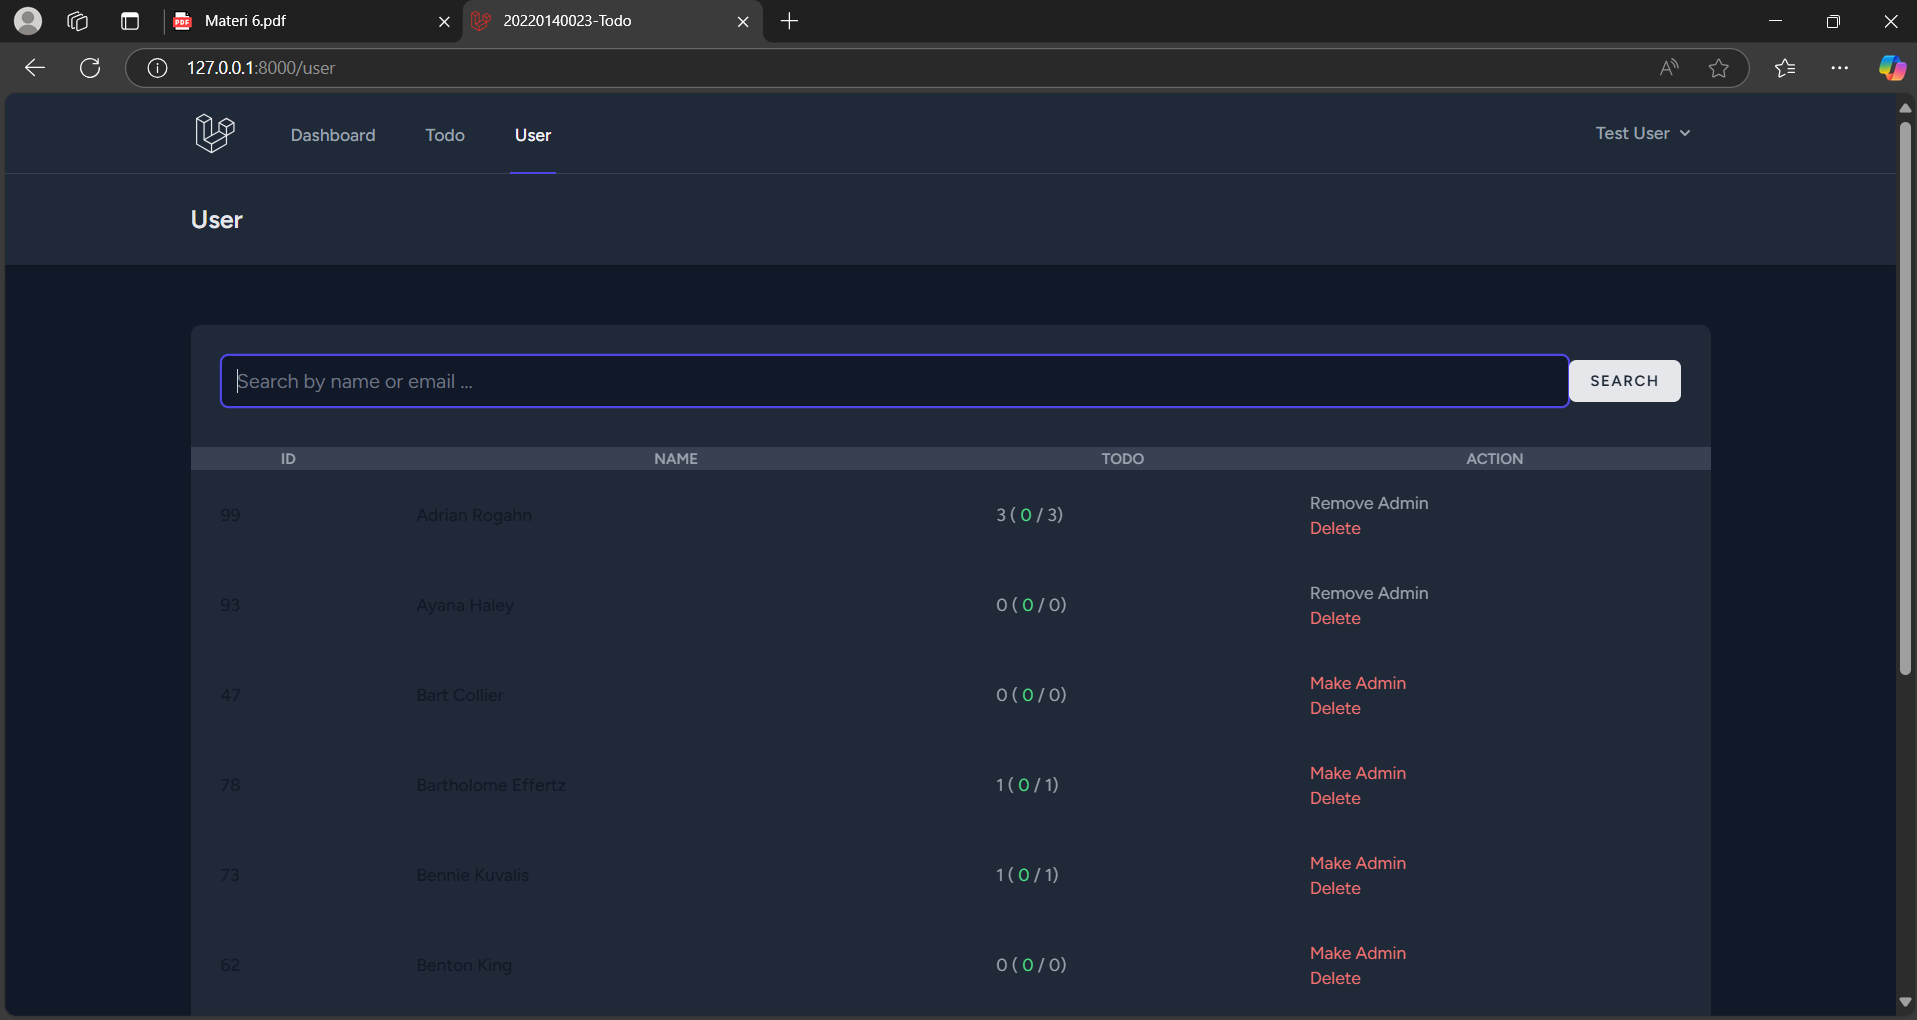 Materi 6.pdf
20220140023-Todo
127.0.0.1:8000/user
Dashboard Todo User Test User
User
Search by name or email ...
SEARCH
ID NAME TODO ACTION
99 Adrian Rogahn 3 ( 0 / 3) Remove Admin
Delete
93 Ayana Haley 0 ( 0 / 0) Remove Admin
Delete
47 Bart Collier 0 ( 0 / 0) Make Admin
Delete
78 Bartholome Effertz 1 ( 0 / 1) Make Admin
Delete
73 Bennie Kuvalis 1 ( 0 / 1) Make Admin
Delete
62 Benton King 0 ( 0 / 0) Make Admin
Delete